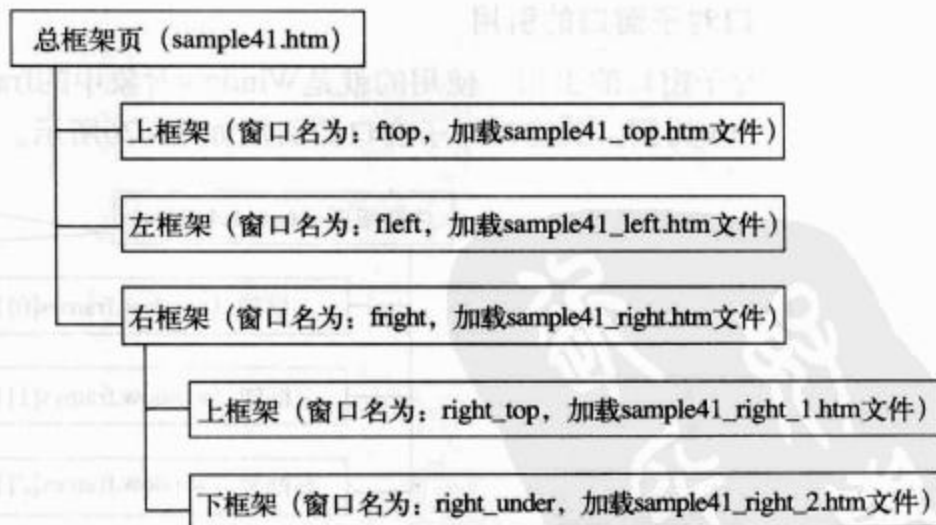 总框架页（sample41.htm）
上框架（窗口名为：ftop，加载sample41_top.htm文件）
左框架（窗口名为：fleft，加载sample41_left.htm文件）
右框架（窗口名为：fright，加载sample41_right.htm文件）
上框架（窗口名为：right_top，加载sample41_right_1.htm文件）
下框架（窗口名为：right_under，加载sample41_right_2.htm文件）